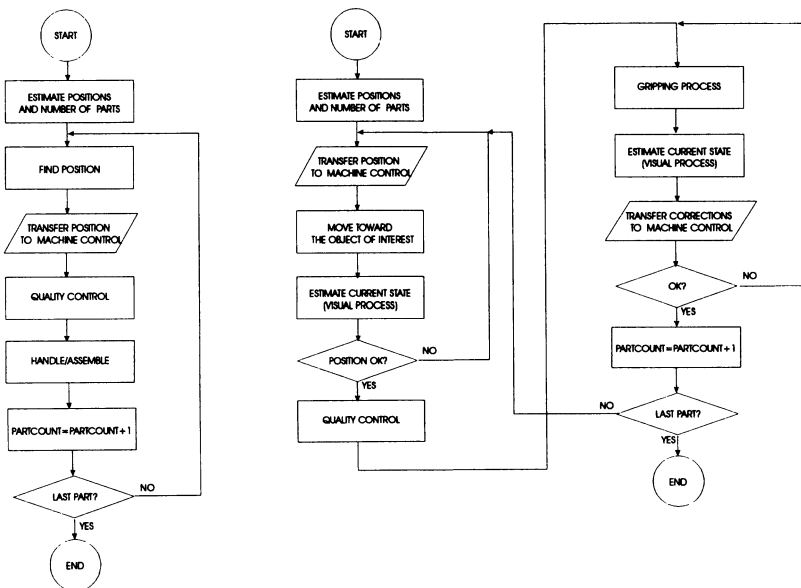 START
ESTIMATE POSITIONS
AND NUMBER OF PARTS
FIND POSITION
TRANSFER POSITION
TO MACHINE CONTROL
QUALITY CONTROL
HANDLE/ASSEMBLE
PARTCOUNT=PARTCOUNT+1
LAST PART?
NO
YES
END
START
ESTIMATE POSITIONS
AND NUMBER OF PARTS
TRANSFER POSITION
TO MACHINE CONTROL
MOVE TOWARD
THE OBJECT OF INTEREST
ESTIMATE CURRENT STATE
(VISUAL PROCESS)
POSITION OK?
NO
YES
QUALITY CONTROL
GRIPPING PROCESS
ESTIMATE CURRENT STATE
(VISUAL PROCESS)
TRANSFER CORRECTIONS
TO MACHINE CONTROL
OK?
NO
YES
PARTCOUNT=PARTCOUNT+1
NO
LAST PART?
YES
END